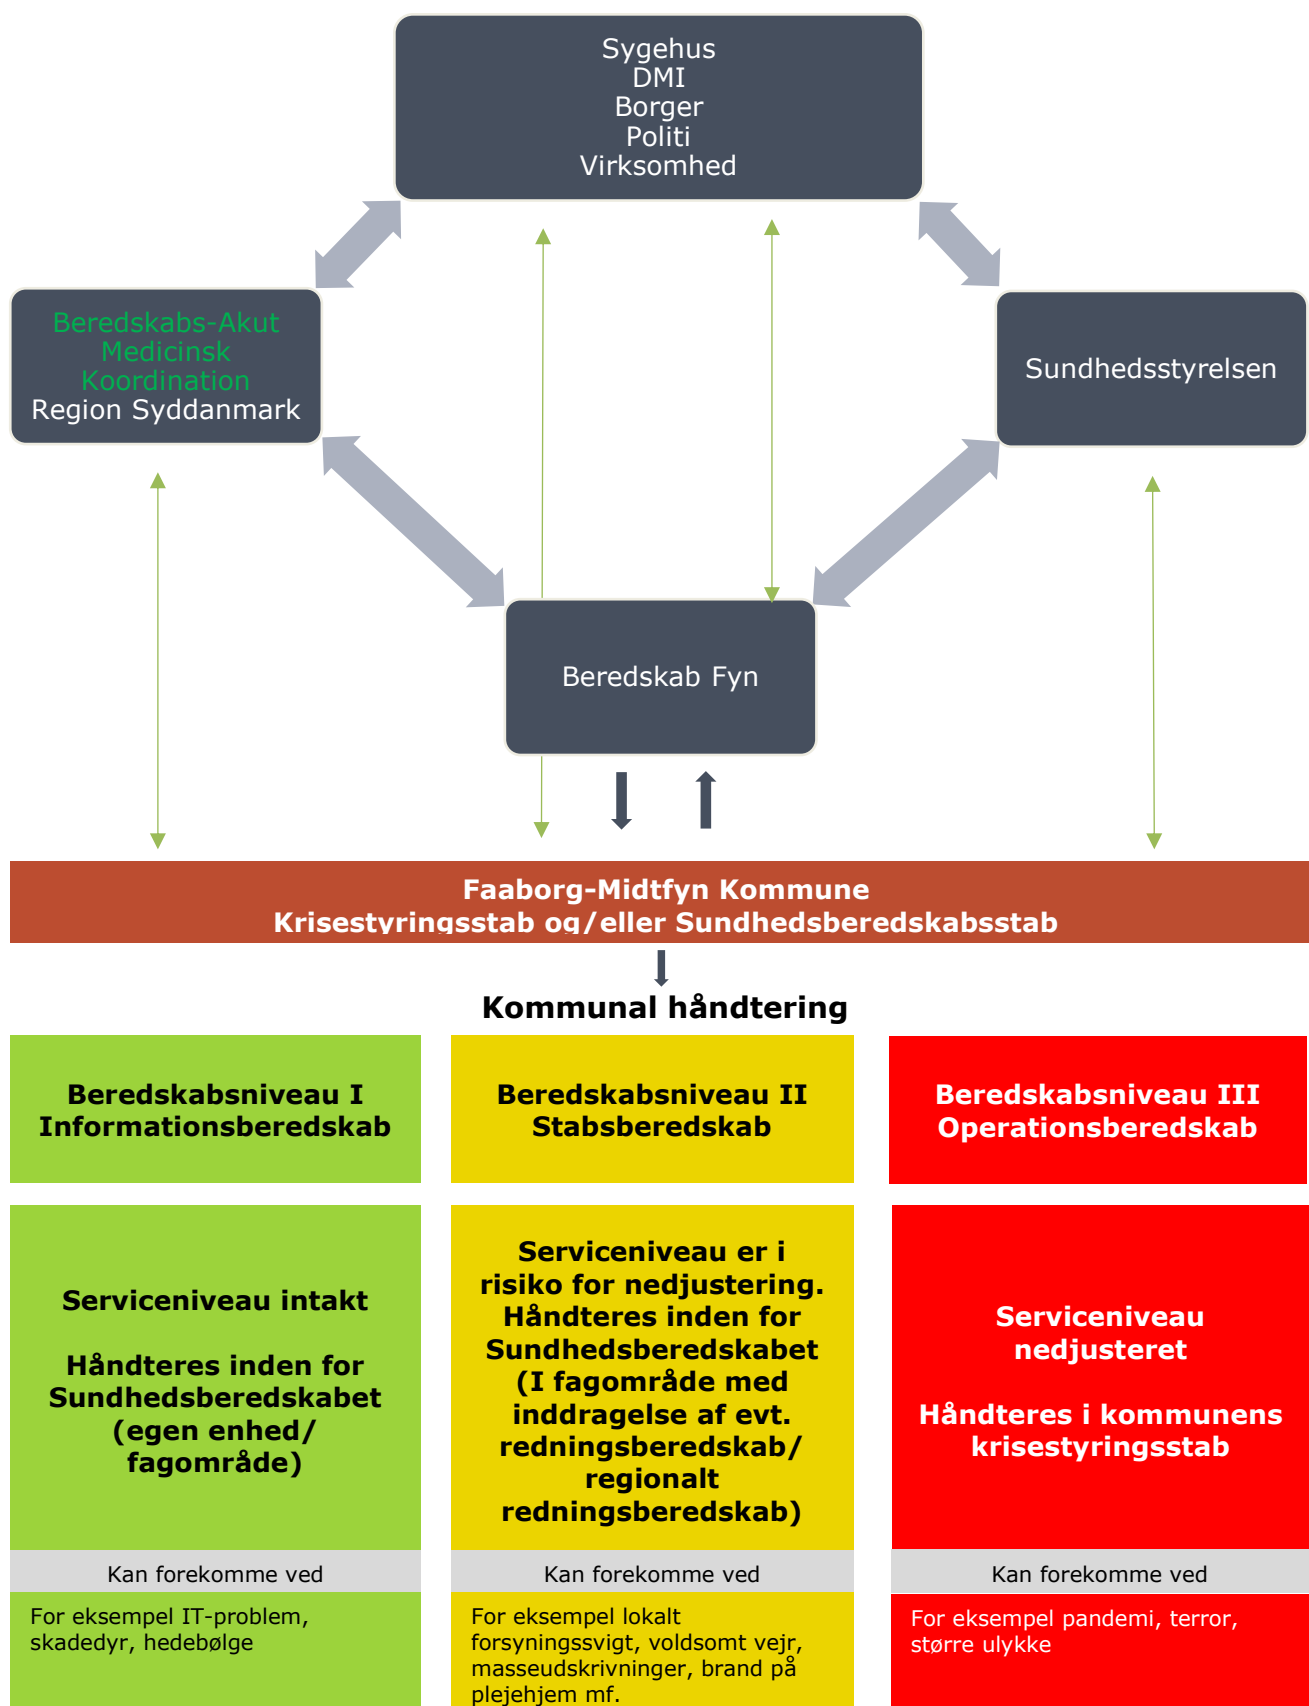 Sygehus
DMI
Borger
Politi
Virksomhed
Beredskabs-Akut
Medicinsk
Koordination
Region Syddanmark
Sundhedsstyrelsen
Beredskab Fyn
Faaborg-Midtfyn Kommune
Krisestyringsstab og/eller Sundhedsberedskabsstab
Kommunal håndtering
Beredskabsniveau I
Informationsberedskab
Beredskabsniveau II
Stabsberedskab
Beredskabsniveau III
Operationsberedskab
Serviceniveau intakt
Håndteres inden for
Sundhedsberedskabet
(egen enhed/
fagområde)
Serviceniveau er i
risiko for nedjustering.
Håndteres inden for
Sundhedsberedskabet
(I fagområde med
inddragelse af evt.
redningsberedskab/
regionalt
redningsberedskab)
Serviceniveau
nedjusteret
Håndteres i kommunens
krisestyringsstab
Kan forekomme ved
Kan forekomme ved
Kan forekomme ved
For eksempel IT-problem,
skadedyr, hedebølge
For eksempel lokalt
forsyningssvigt, voldsomt vejr,
masseudskrivninger, brand på
plejehjem mf.
For eksempel pandemi, terror,
større ulykke